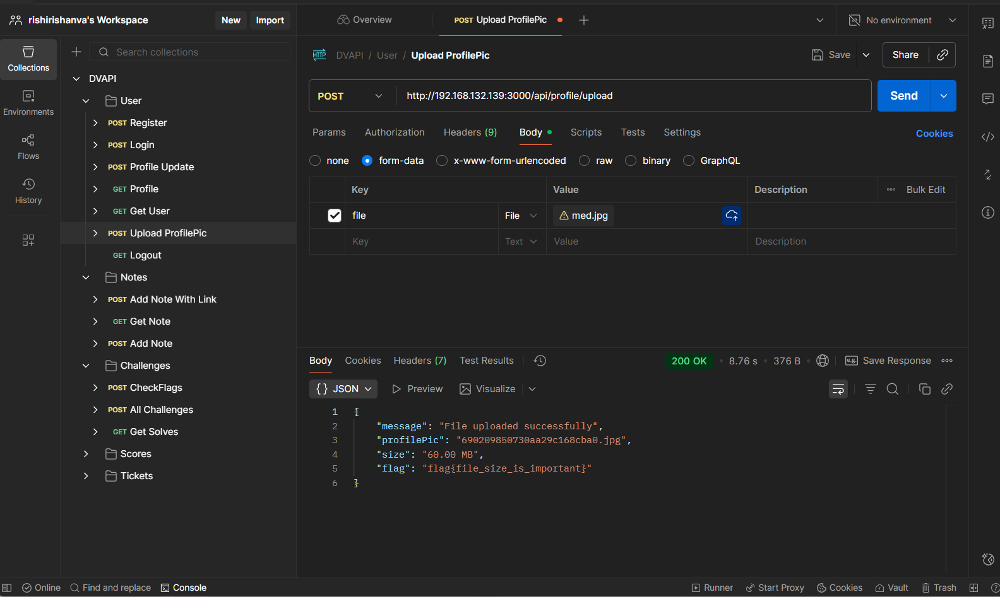 rishirishanva's Workspace
New
Import
Overview
POST Upload ProfilePic
No environment
Collections
Environments
Flows
History
Search collections
DVAPI
User
POST Register
POST Login
POST Profile Update
GET Profile
GET Get User
POST Upload ProfilePic
GET Logout
Notes
POST Add Note With Link
GET Get Note
POST Add Note
Challenges
POST CheckFlags
POST All Challenges
GET Get Solves
Scores
Tickets
HTTP DVAPI / User / Upload ProfilePic
Save
Share
POST http://192.168.132.139:3000/api/profile/upload
Send
Params Authorization Headers (9) Body Scripts Tests Settings
Cookies
none form-data x-www-form-urlencoded raw binary GraphQL
Key Value Description Bulk Edit
file File med.jpg
Key Text Value Description
Body Cookies Headers (7) Test Results
200 OK • 8.76 s • 376 B
e.g. Save Response
{} JSON Preview Visualize
1 {
2 "message": "File uploaded successfully",
3 "profilePic": "690209850730aa29c168cba0.jpg",
4 "size": "60.00 MB",
5 "flag": "flag{file_size_is_important}"
6 }
Online Find and replace Console
Runner Start Proxy Cookies Vault Trash